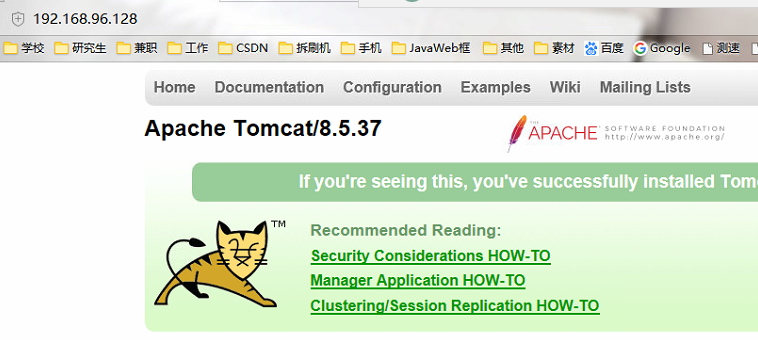 192.168.96.128
学校 研究生 兼职 工作 CSDN 拆刷机 手机 JavaWeb框 其他 素材 百度 Google 测速
Home Documentation Configuration Examples Wiki Mailing Lists
Apache Tomcat/8.5.37
THE APACHE SOFTWARE FOUNDATION
http://www.apache.org/
If you're seeing this, you've successfully installed Tom
TM
Recommended Reading:
Security Considerations HOW-TO
Manager Application HOW-TO
Clustering/Session Replication HOW-TO